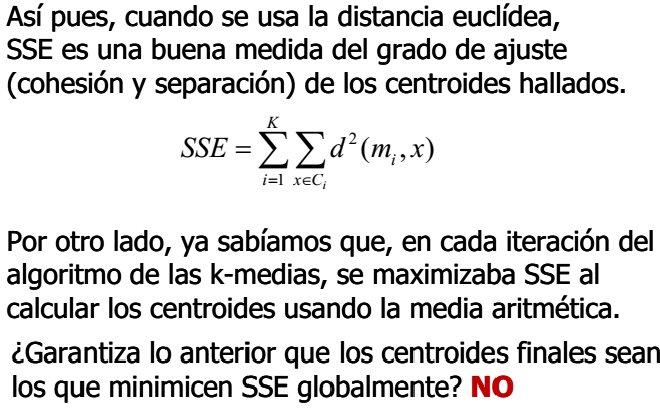 Así pues, cuando se usa la distancia euclídea,
SSE es una buena medida del grado de ajuste
(cohesión y separación) de los centroides hallados.
$SSE = \sum_{i=1}^{K} \sum_{x \in C_i} d^2(m_i, x)$
Por otro lado, ya sabíamos que, en cada iteración del
algoritmo de las k-medias, se maximizaba SSE al
calcular los centroides usando la media aritmética.
¿Garantiza lo anterior que los centroides finales sean
los que minimicen SSE globalmente? NO